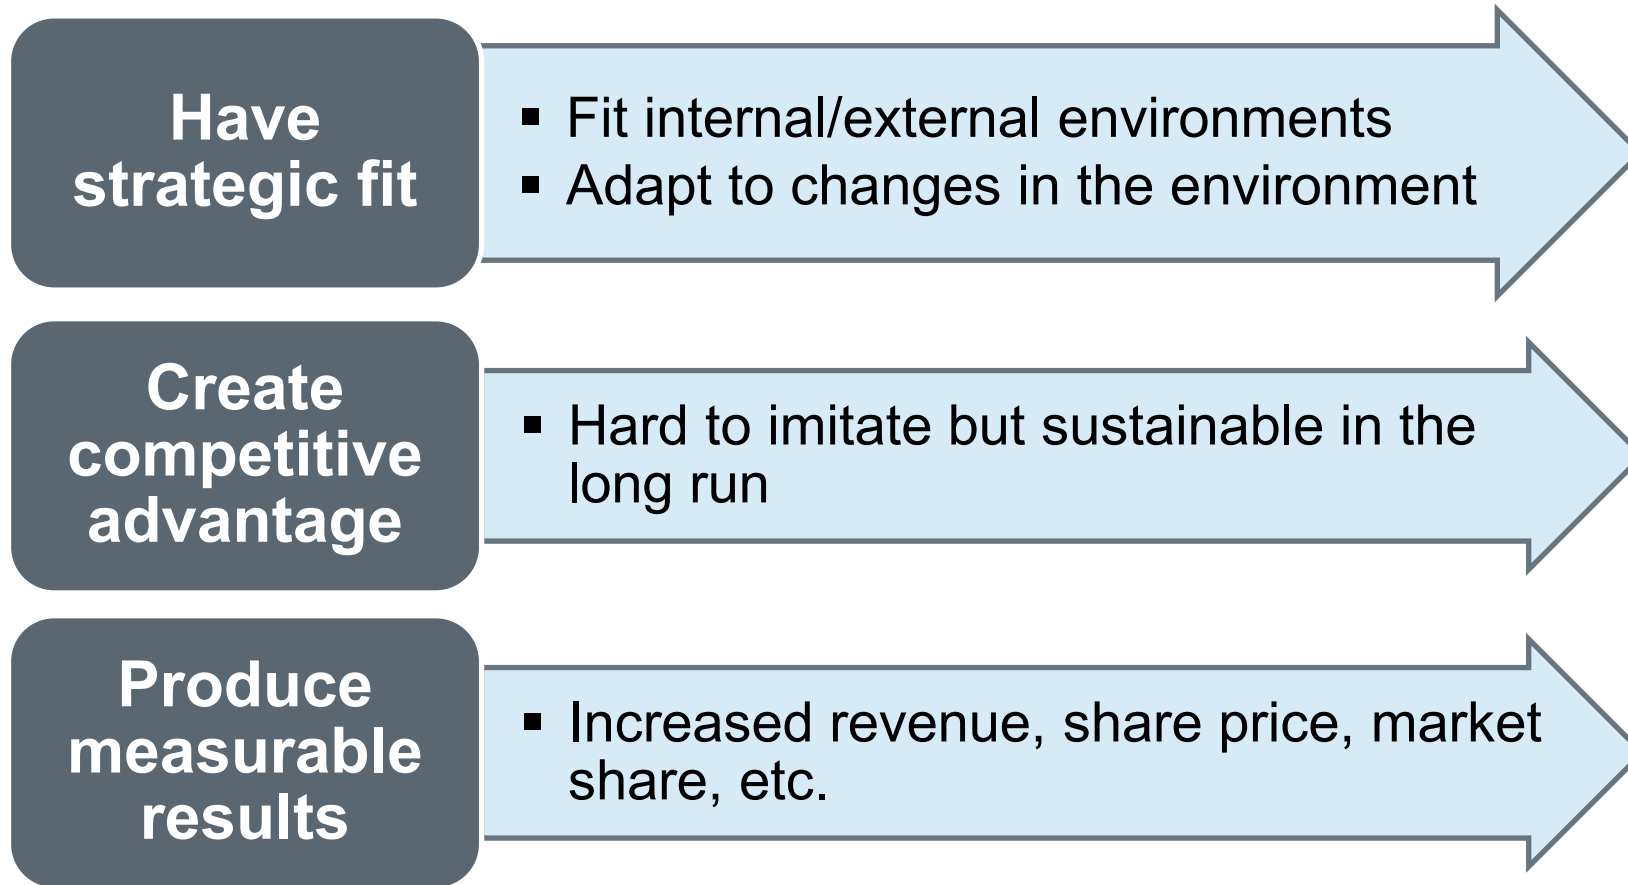 Have
strategic fit
▪ Fit internal/external environments
▪ Adapt to changes in the environment
Create
competitive
advantage
▪ Hard to imitate but sustainable in the
long run
Produce
measurable
results
▪ Increased revenue, share price, market
share, etc.